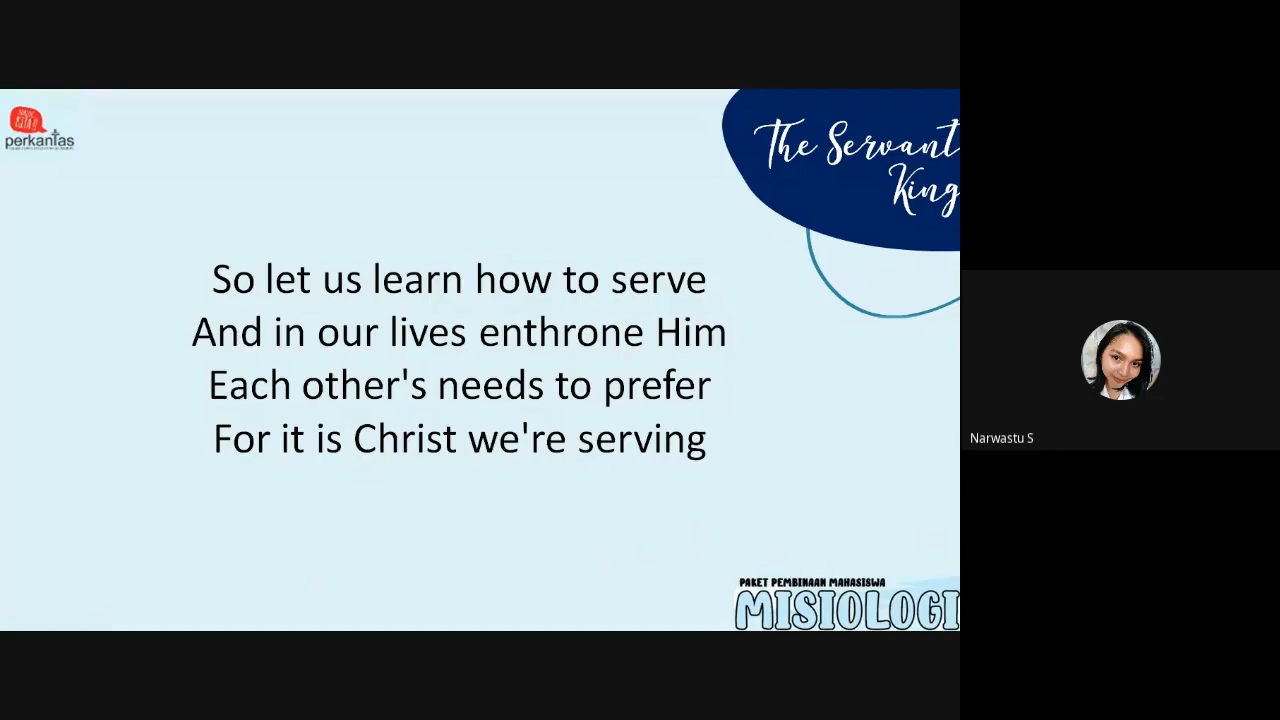 perkantas
The Servant
King
So let us learn how to serve
And in our lives enthrone Him
Each other's needs to prefer
For it is Christ we're serving
Narwastu S
PAKET PEMBINAAN MAHASISWA
MISIOLOGI